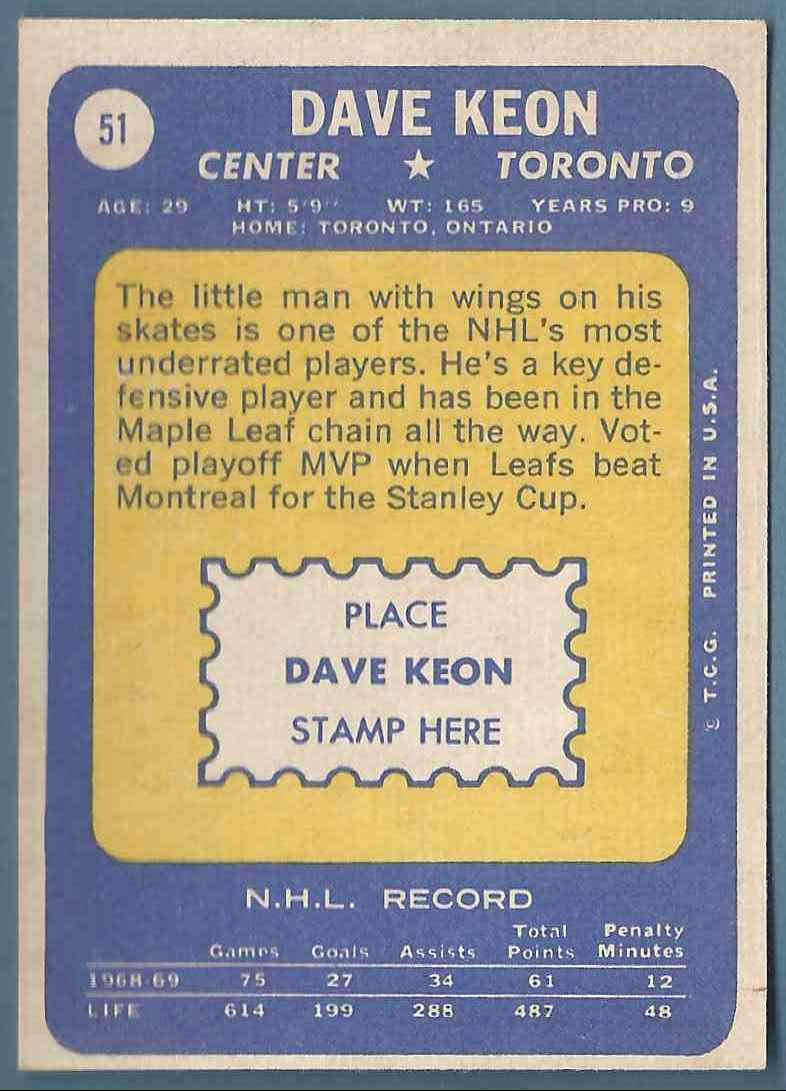 51
DAVE KEON
CENTER ★ TORONTO
AGE: 29 HT: 5'9" WT: 165 YEARS PRO: 9
HOME: TORONTO, ONTARIO
The little man with wings on his
skates is one of the NHL's most
underrated players. He's a key de-
fensive player and has been in the
Maple Leaf chain all the way. Vot-
ed playoff MVP when Leafs beat
Montreal for the Stanley Cup.
PLACE
DAVE KEON
STAMP HERE
© T.C.G. PRINTED IN U.S.A.
N.H.L. RECORD
Games Goals Assists Total Points Penalty Minutes
1968-69 75 27 34 61 12
LIFE 614 199 288 487 48